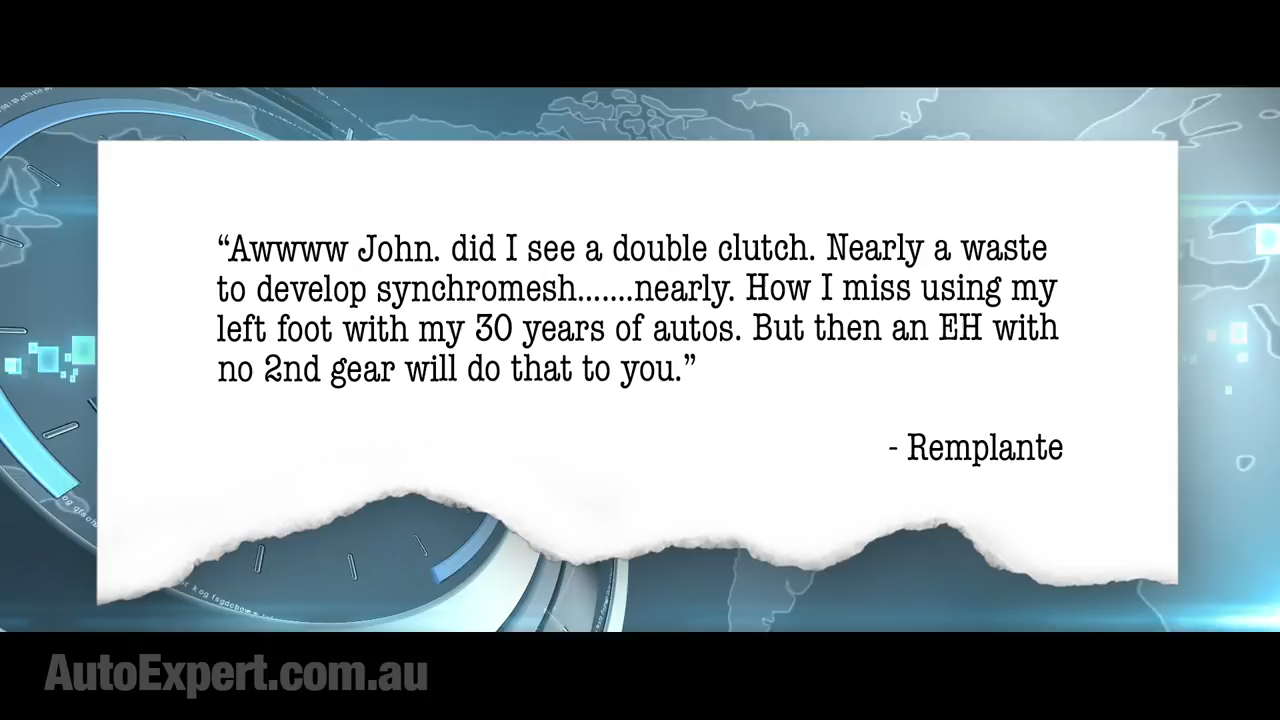 “Awwww John. did I see a double clutch. Nearly a waste
to develop synchromesh.......nearly. How I miss using my
left foot with my 30 years of autos. But then an EH with
no 2nd gear will do that to you.”
- Remplante
AutoExpert.com.au